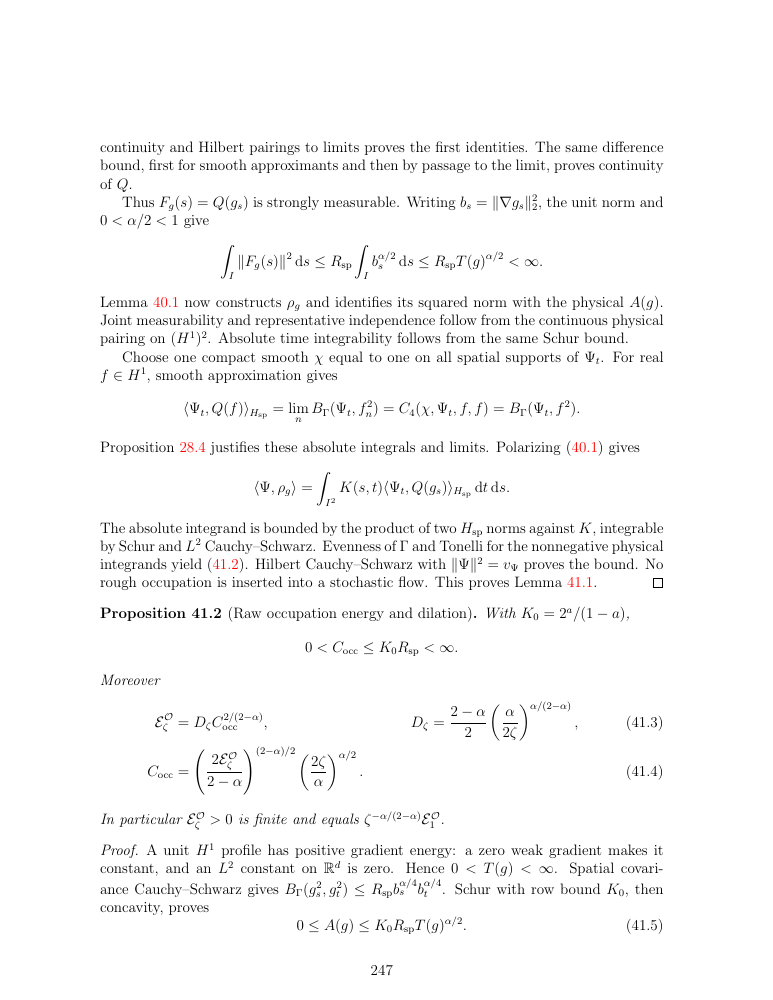 continuity and Hilbert pairings to limits proves the first identities. The same difference
bound, first for smooth approximants and then by passage to the limit, proves continuity
of Q.
Thus F_g(s) = Q(g_s) is strongly measurable. Writing b_s = ‖∇g_s‖_2^2, the unit norm and
0 < α/2 < 1 give
∫_I ‖F_g(s)‖^2 ds ≤ R_sp ∫_I b_s^{α/2} ds ≤ R_sp T(g)^{α/2} < ∞.
Lemma 40.1 now constructs ρ_g and identifies its squared norm with the physical A(g).
Joint measurability and representative independence follow from the continuous physical
pairing on (H^1)^2. Absolute time integrability follows from the same Schur bound.
Choose one compact smooth χ equal to one on all spatial supports of Ψ_t. For real
f ∈ H^1, smooth approximation gives
⟨Ψ_t, Q(f)⟩_{H_sp} = lim_n B_Γ(Ψ_t, f_n^2) = C_4(χ, Ψ_t, f, f) = B_Γ(Ψ_t, f^2).
Proposition 28.4 justifies these absolute integrals and limits. Polarizing (40.1) gives
⟨Ψ, ρ_g⟩ = ∫_{I^2} K(s, t)⟨Ψ_t, Q(g_s)⟩_{H_sp} dt ds.
The absolute integrand is bounded by the product of two H_sp norms against K, integrable
by Schur and L^2 Cauchy–Schwarz. Evenness of Γ and Tonelli for the nonnegative physical
integrands yield (41.2). Hilbert Cauchy–Schwarz with ‖Ψ‖^2 = v_Ψ proves the bound. No
rough occupation is inserted into a stochastic flow. This proves Lemma 41.1. □
Proposition 41.2 (Raw occupation energy and dilation). With K_0 = 2^a/(1 − a),
0 < C_occ ≤ K_0 R_sp < ∞.
Moreover
ℰ_ζ^𝒪 = D_ζ C_occ^{2/(2−α)}, D_ζ = \frac{2 − α}{2} (\frac{α}{2ζ})^{α/(2−α)}, (41.3)
C_occ = (\frac{2ℰ_ζ^𝒪}{2 − α})^{(2−α)/2} (\frac{2ζ}{α})^{α/2}. (41.4)
In particular ℰ_ζ^𝒪 > 0 is finite and equals ζ^{−α/(2−α)} ℰ_1^𝒪.
Proof. A unit H^1 profile has positive gradient energy: a zero weak gradient makes it
constant, and an L^2 constant on ℝ^d is zero. Hence 0 < T(g) < ∞. Spatial covari-
ance Cauchy–Schwarz gives B_Γ(g_s^2, g_t^2) ≤ R_sp b_s^{α/4} b_t^{α/4}. Schur with row bound K_0, then
concavity, proves
0 ≤ A(g) ≤ K_0 R_sp T(g)^{α/2}. (41.5)
247